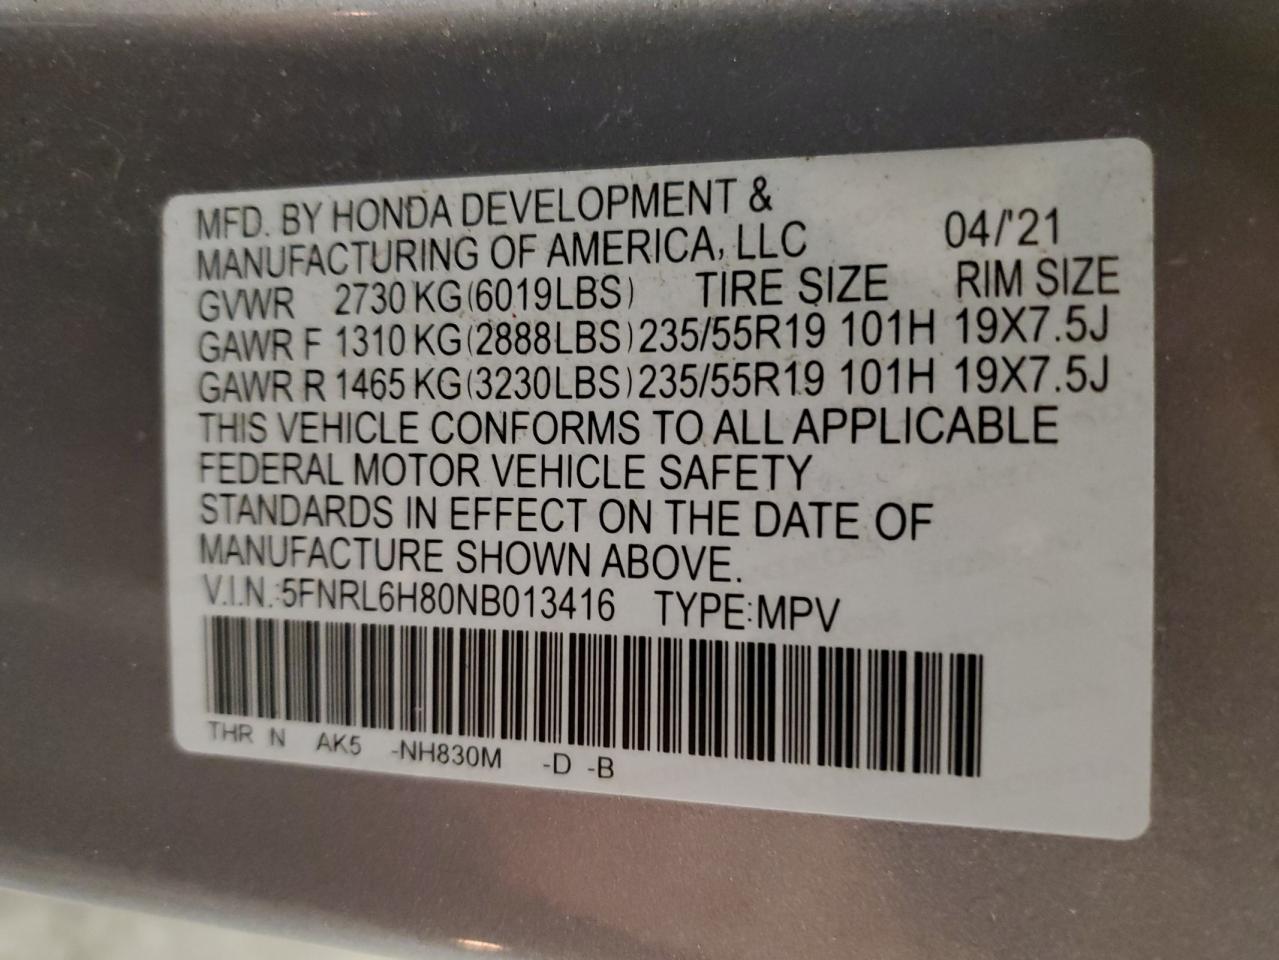 MFD. BY HONDA DEVELOPMENT &
MANUFACTURING OF AMERICA, LLC 04/'21
GVWR 2730 KG (6019LBS) TIRE SIZE RIM SIZE
GAWR F 1310 KG (2888LBS) 235/55R19 101H 19X7.5J
GAWR R 1465 KG (3230LBS) 235/55R19 101H 19X7.5J
THIS VEHICLE CONFORMS TO ALL APPLICABLE
FEDERAL MOTOR VEHICLE SAFETY
STANDARDS IN EFFECT ON THE DATE OF
MANUFACTURE SHOWN ABOVE.
V.I.N.:5FNRL6H80NB013416 TYPE:MPV
THR N AK5 -NH830M -D -B